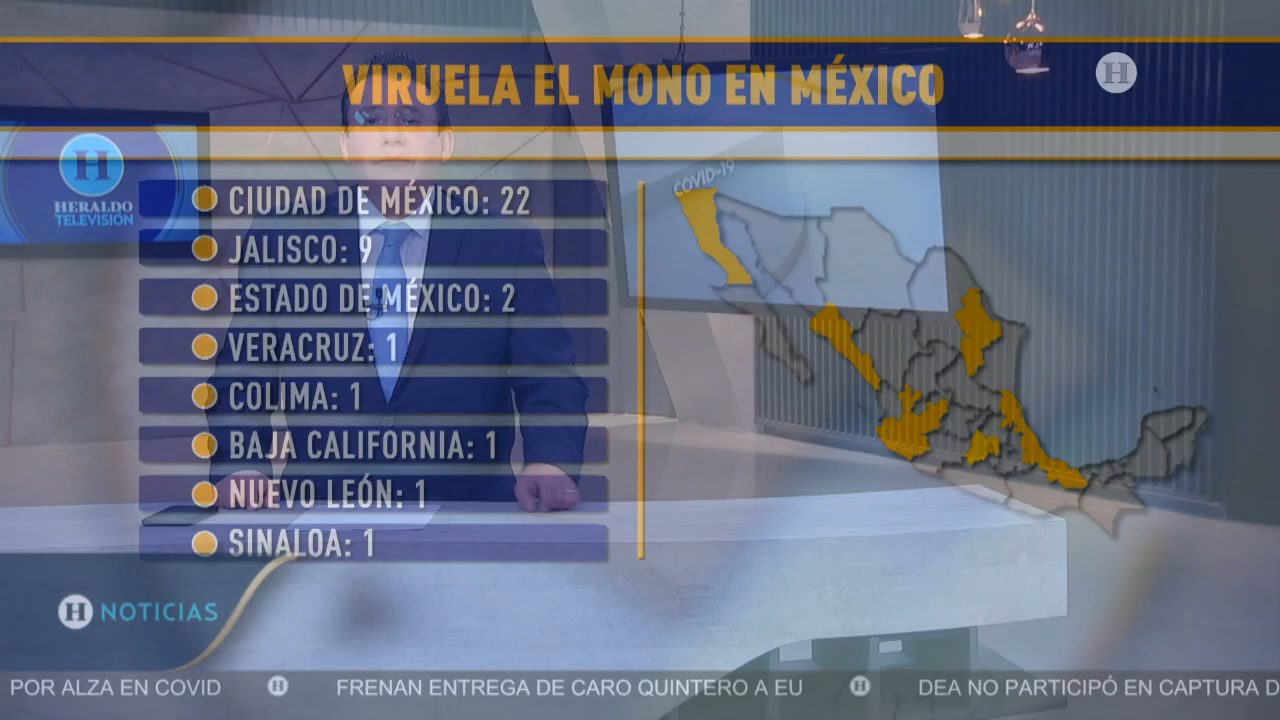 VIRUELA EL MONO EN MÉXICO
H
H
HERALDO
TELEVISIÓN
COVID-19
CIUDAD DE MÉXICO: 22
JALISCO: 9
ESTADO DE MÉXICO: 2
VERACRUZ: 1
COLIMA: 1
BAJA CALIFORNIA: 1
NUEVO LEÓN: 1
SINALOA: 1
H NOTICIAS
POR ALZA EN COVID H FRENAN ENTREGA DE CARO QUINTERO A EU H DEA NO PARTICIPÓ EN CAPTURA D